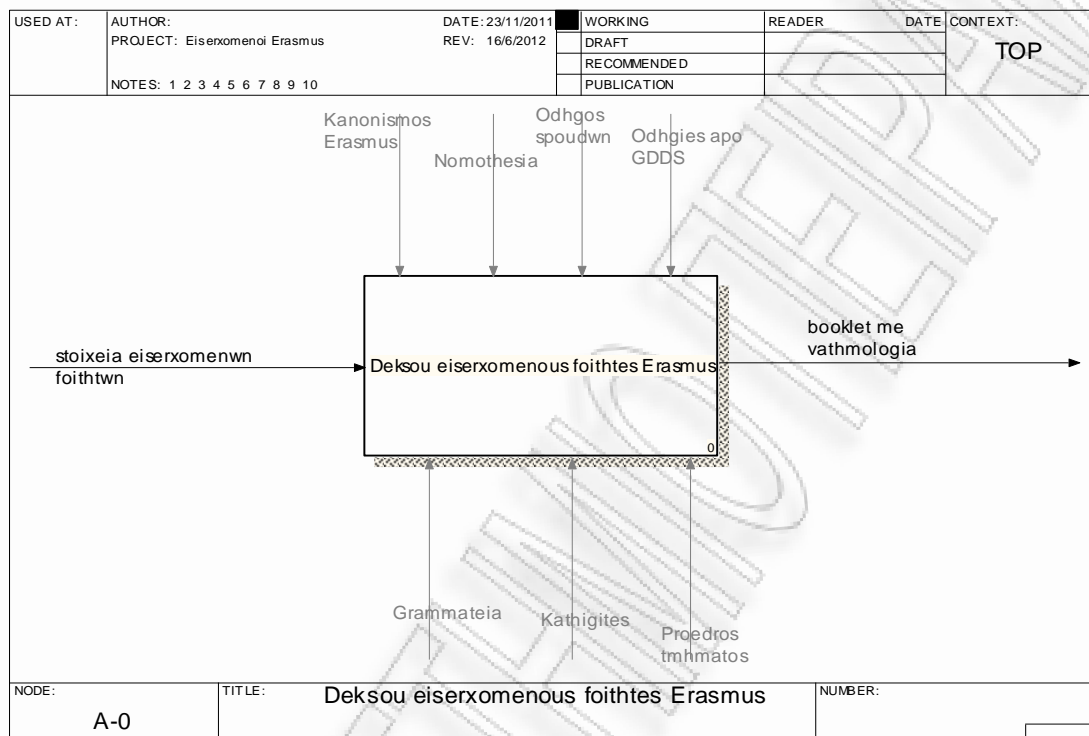 USED AT:
AUTHOR:
DATE: 23/11/2011
WORKING
READER
DATE
CONTEXT:
PROJECT: Eiserxomenoi Erasmus
REV: 16/6/2012
DRAFT
TOP
RECOMMENDED
NOTES: 1 2 3 4 5 6 7 8 9 10
PUBLICATION
Kanonismos
Erasmus
Nomothesia
Odhgos
spoudwn
Odhgies apo
GDDS
stoixeia eiserxomenwn
foithtwn
Deksou eiserxomenous foithtes Erasmus
0
booklet me
vathmologia
Grammateia
Kathigites
Proedros
tmhmatos
NODE:
A-0
TITLE:
Deksou eiserxomenous foithtes Erasmus
NUMBER: